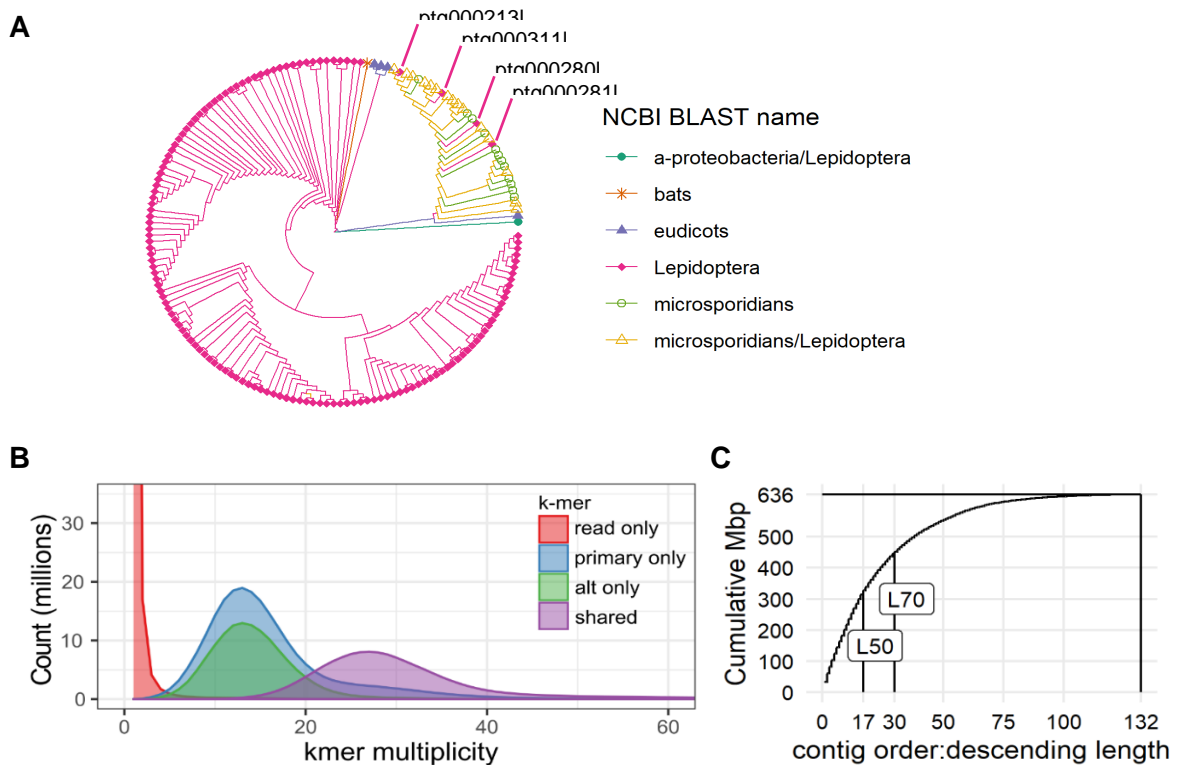 A
ptg000213l
ptg000311l
ptg000280l
ptg000281l
NCBI BLAST name
a-proteobacteria/Lepidoptera
bats
eudicots
Lepidoptera
microsporidians
microsporidians/Lepidoptera
B
Count (millions)
30
20
10
0
k-mer
read only
primary only
alt only
shared
0 20 40 60
kmer multiplicity
C
Cumulative Mbp
636
500
400
300
200
100
0
L70
L50
0 17 30 50 75 100 132
contig order:descending length